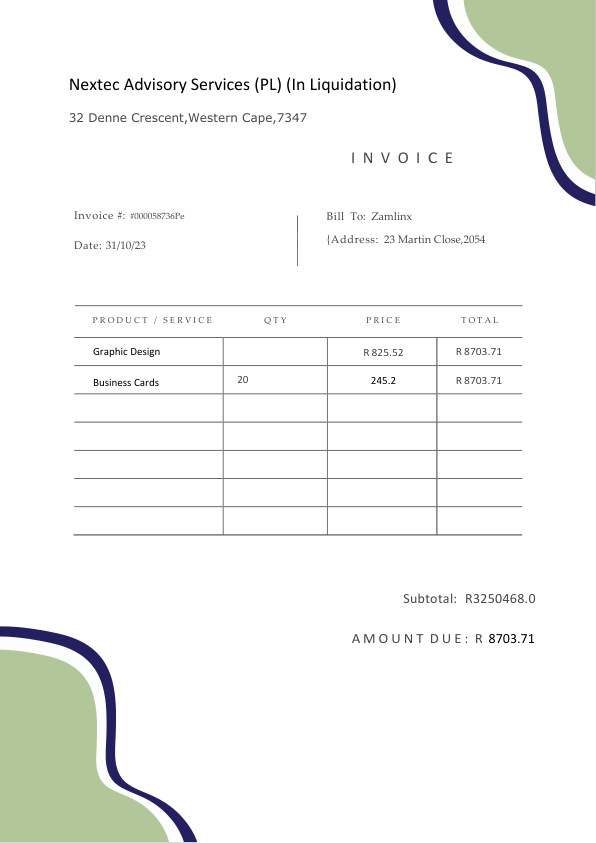 Nextec Advisory Services (PL) (In Liquidation)
32 Denne Crescent,Western Cape,7347
INVOICE
Invoice #: #000058736Pe
Date: 31/10/23
Bill To: Zamlinx
{Address: 23 Martin Close,2054
PRODUCT / SERVICE QTY PRICE TOTAL
Graphic Design R 825.52 R 8703.71
Business Cards 20 245.2 R 8703.71
Subtotal: R3250468.0
AMOUNT DUE: R 8703.71